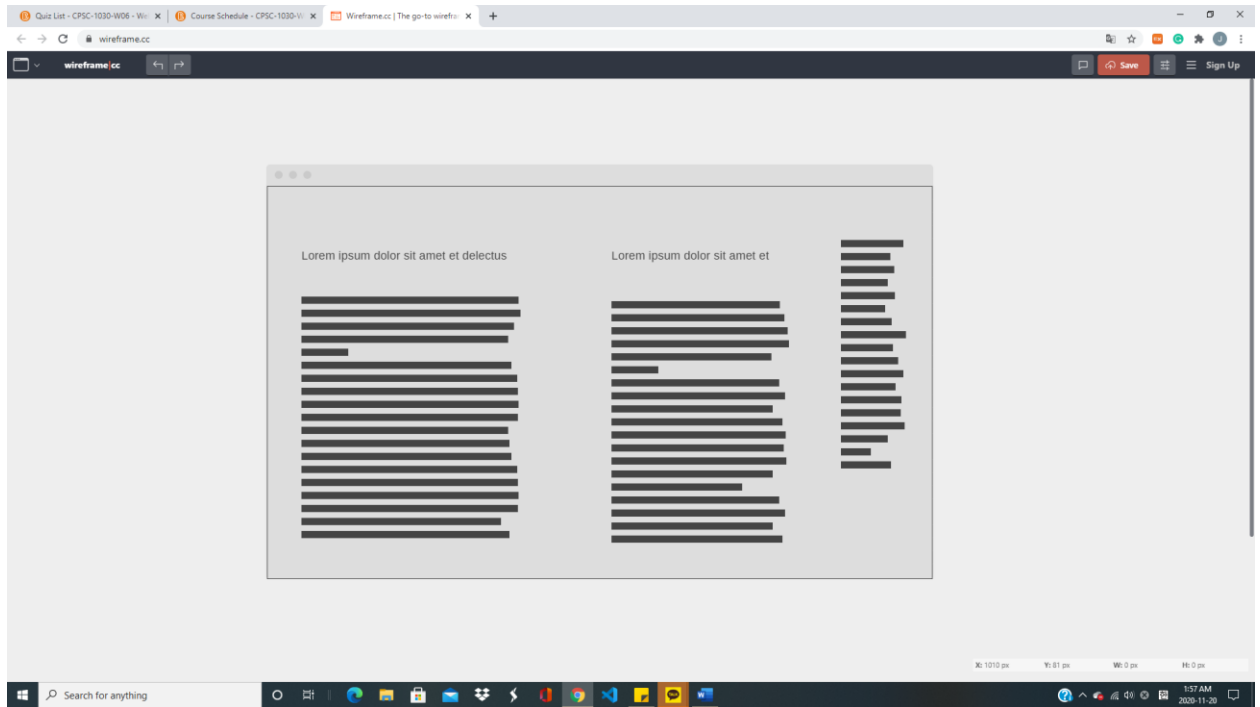 Quiz List - CPSC-1030-W06 - We
Course Schedule - CPSC-1030-W
Wireframe.cc | The go-to wirefra
wireframe.cc
wireframe|cc
Save
Sign Up
Lorem ipsum dolor sit amet et delectus
Lorem ipsum dolor sit amet et
X: 1010 px Y: 81 px W: 0 px H: 0 px
Search for anything
1:57 AM
2020-11-20